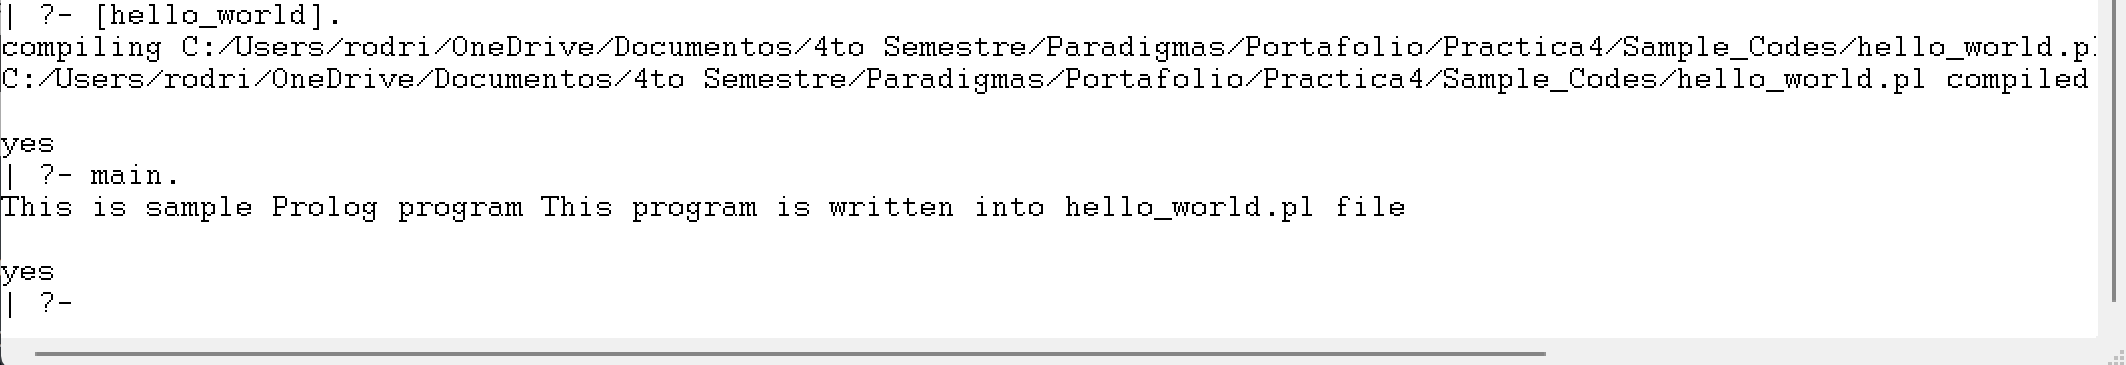 | ?- [hello_world].
compiling C:/Users/rodri/OneDrive/Documentos/4to Semestre/Paradigmas/Portafolio/Practica4/Sample_Codes/hello_world.pl
C:/Users/rodri/OneDrive/Documentos/4to Semestre/Paradigmas/Portafolio/Practica4/Sample_Codes/hello_world.pl compiled
yes
| ?- main.
This is sample Prolog program This program is written into hello_world.pl file
yes
| ?-